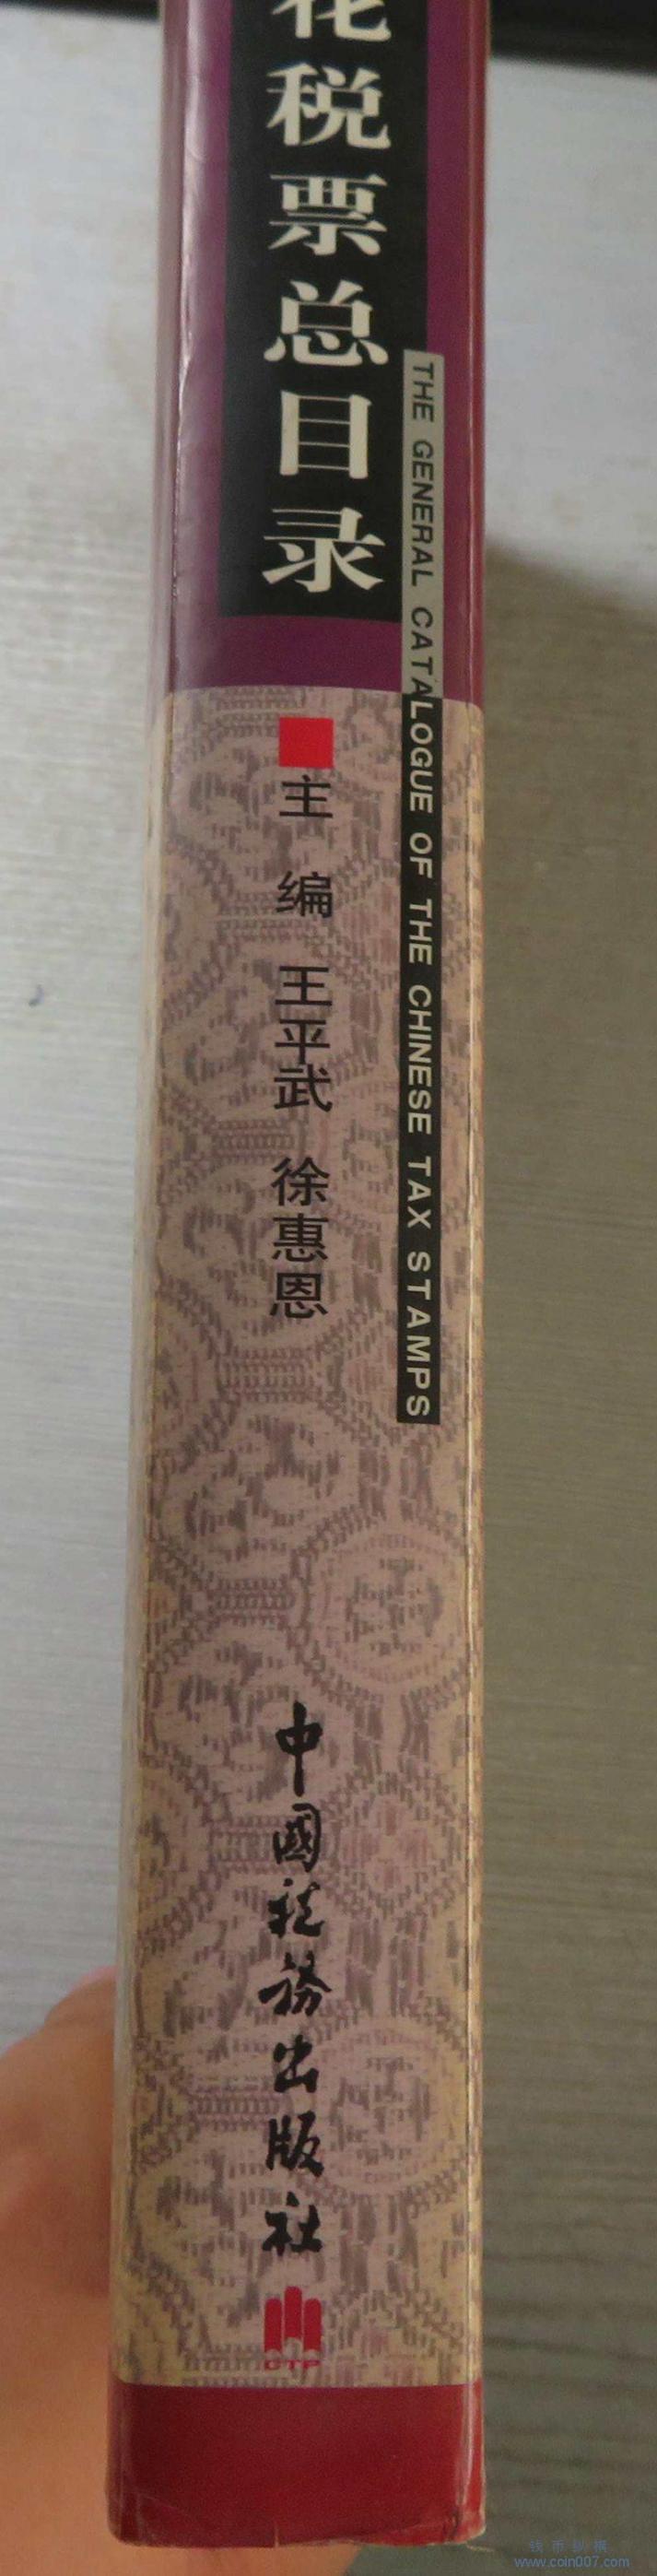 花税票总目录
THE GENERAL CATALOGUE OF THE CHINESE TAX STAMPS
主 编 王平武 徐惠恩
中國税務出版社
CTP
www.coin007.com